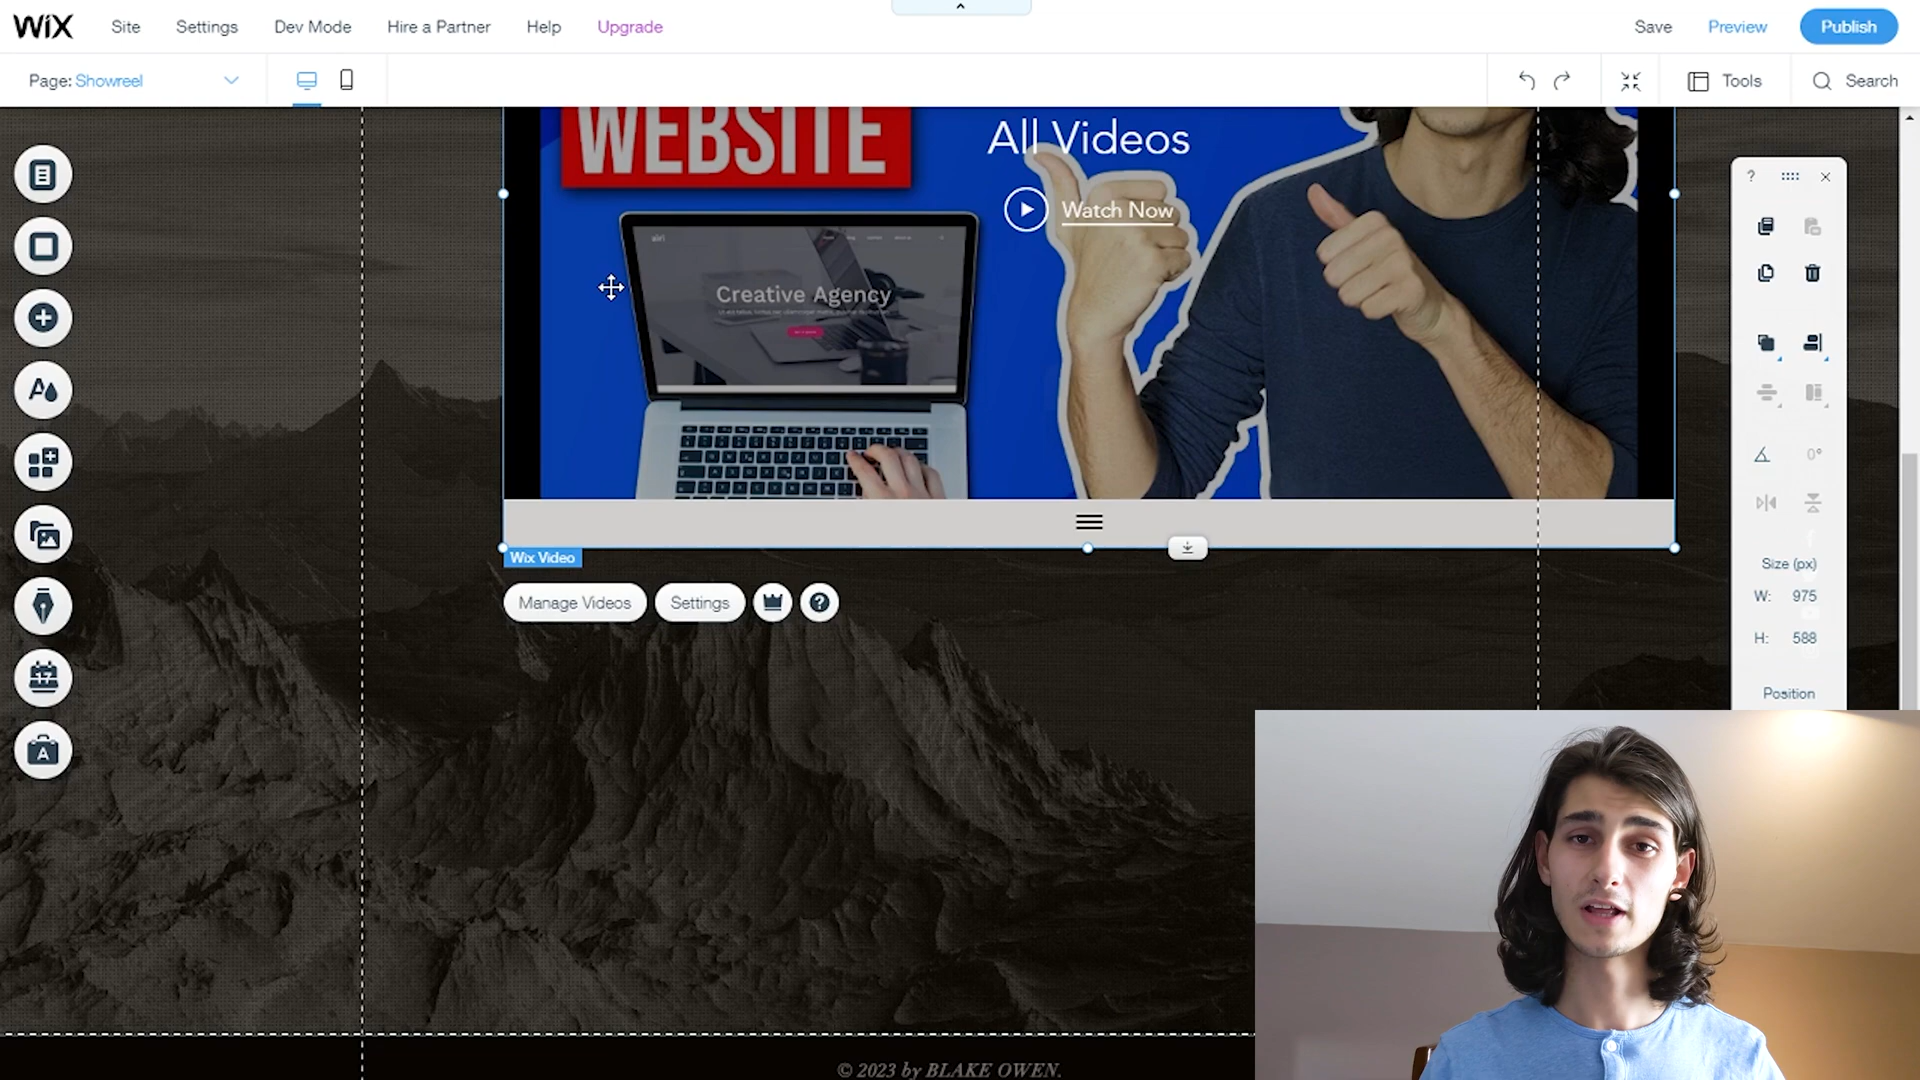 WiX Site Settings Dev Mode Hire a Partner Help Upgrade Save Preview Publish
Page: Showreel Tools Search
WEBSITE
All Videos
Watch Now
Creative Agency
17
A
Wix Video
Manage Videos Settings ?
? 
0°
Size (px)
W: 975
H: 588
Position
© 2023 by BLAKE OWEN.